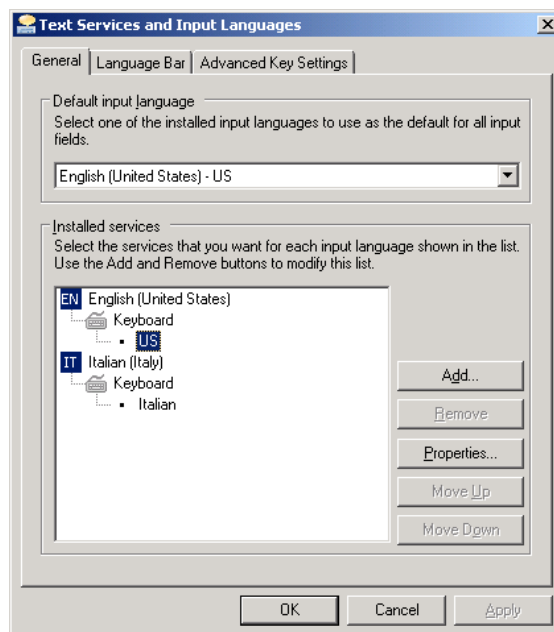 Text Services and Input Languages
General
Language Bar
Advanced Key Settings
Default input language
Select one of the installed input languages to use as the default for all input
fields.
English (United States) - US
Installed services
Select the services that you want for each input language shown in the list.
Use the Add and Remove buttons to modify this list.
EN English (United States)
Keyboard
• US
IT Italian (Italy)
Keyboard
• Italian
Add...
Remove
Properties...
Move Up
Move Down
OK
Cancel
Apply